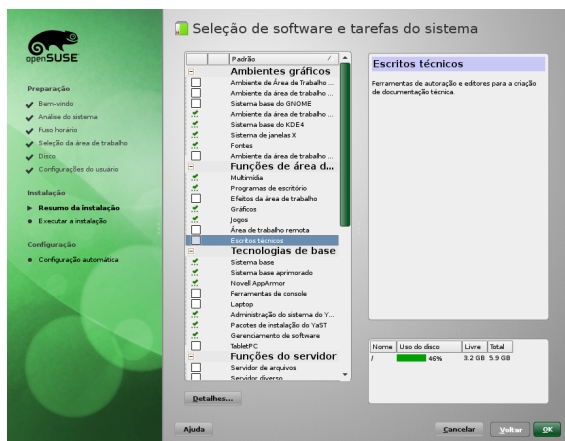 openSUSE
Preparação
Bem-vindo
Análise do sistema
Fuso horário
Seleção da área de trabalho
Disco
Configurações do usuário
Instalação
Resumo da instalação
Executar a instalação
Configuração
Configuração automática
Seleção de software e tarefas do sistema
Padrão
Ambientes gráficos
Ambiente de Área de Trabalho ...
Ambiente da área de trabalho ...
Sistema base do GNOME
Ambiente da área de trabalho ...
Sistema base do KDE4
Sistema de janelas X
Fontes
Ambiente da área de trabalho ...
Funções de área d...
Multimídia
Programas de escritório
Efeitos da área de trabalho
Gráficos
Jogos
Área de trabalho remota
Escritos técnicos
Tecnologias de base
Sistema base
Sistema base aprimorado
Novell AppArmor
Ferramentas de console
Laptop
Administração do sistema do Y...
Pacotes de instalação do YaST
Gerenciamento de software
TabletPC
Funções do servidor
Servidor de arquivos
Servidor diverso
Detalhes...
Escritos técnicos
Ferramentas de autoração e editores para a criação
de documentação técnica.
Nome Uso do disco Livre Total
/ 46% 3.2 GB 5.9 GB
Ajuda
Cancelar Voltar OK